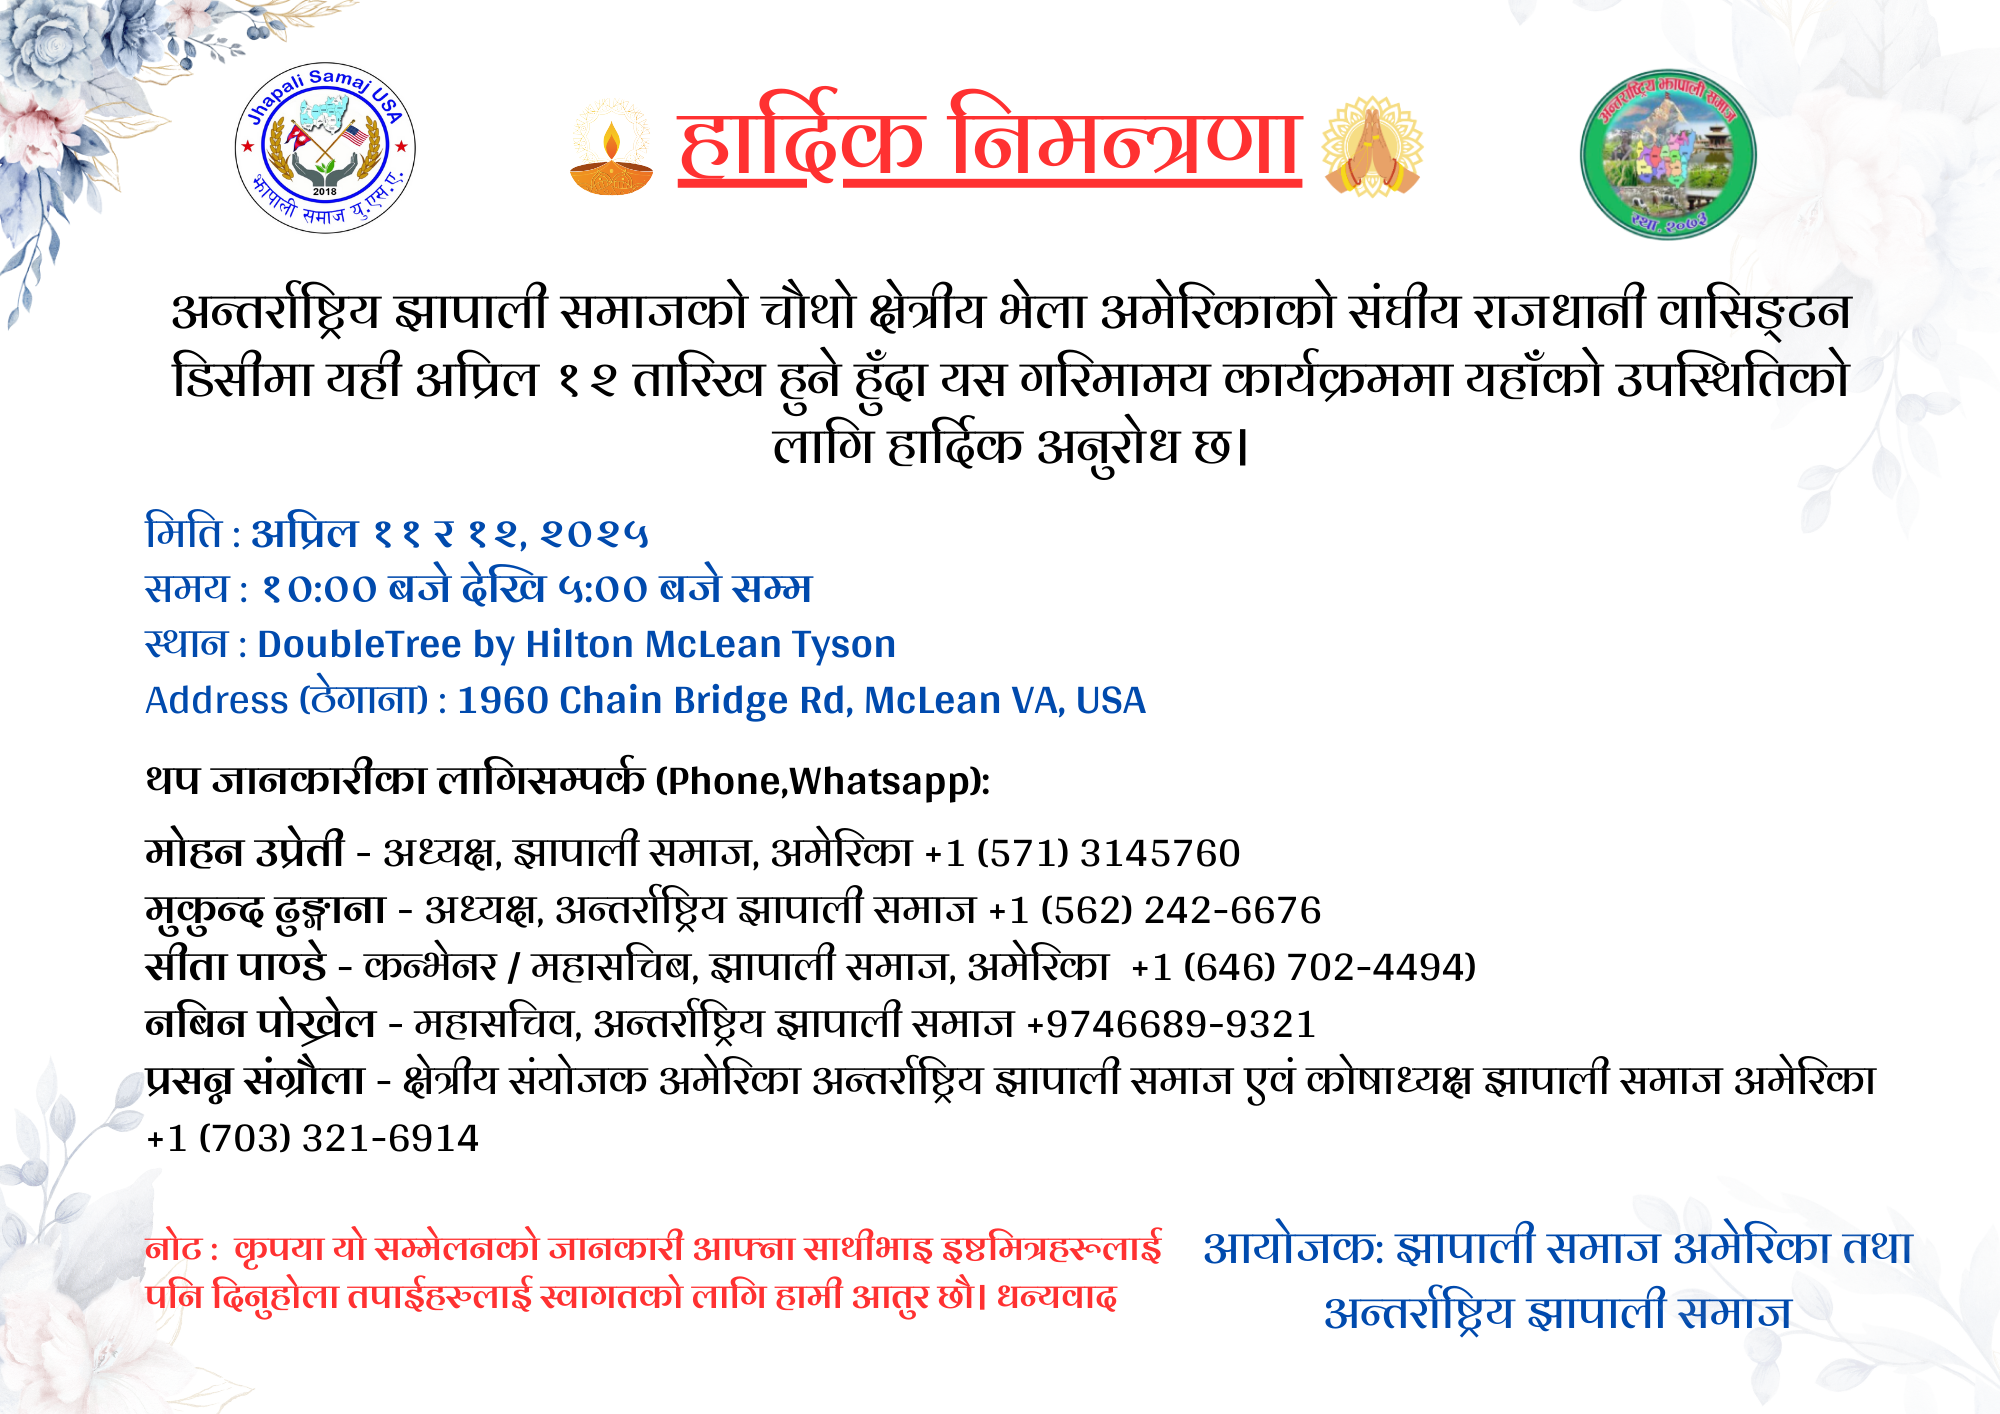 Jhapali Samaj USA
2018
झापाली समाज यु.एस.ए.
हार्दिक निमन्त्रणा
अन्तर्राष्ट्रिय झापाली समाज
स्था. २०७३
अन्तर्राष्ट्रिय झापाली समाजको चौथो क्षेत्रीय भेला अमेरिकाको संघीय राजधानी वासिङ्टन
डिसीमा यही अप्रिल १२ तारिख हुने हुँदा यस गरिमामय कार्यक्रममा यहाँको उपस्थितिको
लागि हार्दिक अनुरोध छ।
मिति : अप्रिल ११ र १२, २०२५
समय : १०:०० बजे देखि ५:०० बजे सम्म
स्थान : DoubleTree by Hilton McLean Tyson
Address (ठेगाना) : 1960 Chain Bridge Rd, McLean VA, USA
थप जानकारीका लागिसम्पर्क (Phone,Whatsapp):
मोहन उप्रेती - अध्यक्ष, झापाली समाज, अमेरिका +1 (571) 3145760
मुकुन्द ढुङ्गाना - अध्यक्ष, अन्तर्राष्ट्रिय झापाली समाज +1 (562) 242-6676
सीता पाण्डे - कन्भेनर / महासचिब, झापाली समाज, अमेरिका +1 (646) 702-4494)
नबिन पोख्रेल - महासचिव, अन्तर्राष्ट्रिय झापाली समाज +9746689-9321
प्रसन्न संग्रौला - क्षेत्रीय संयोजक अमेरिका अन्तर्राष्ट्रिय झापाली समाज एवं कोषाध्यक्ष झापाली समाज अमेरिका
+1 (703) 321-6914
नोट : कृपया यो सम्मेलनको जानकारी आफ्ना साथीभाइ इष्टमित्रहरूलाई
पनि दिनुहोला तपाईहरुलाई स्वागतको लागि हामी आतुर छौ। धन्यवाद
आयोजक: झापाली समाज अमेरिका तथा
अन्तर्राष्ट्रिय झापाली समाज